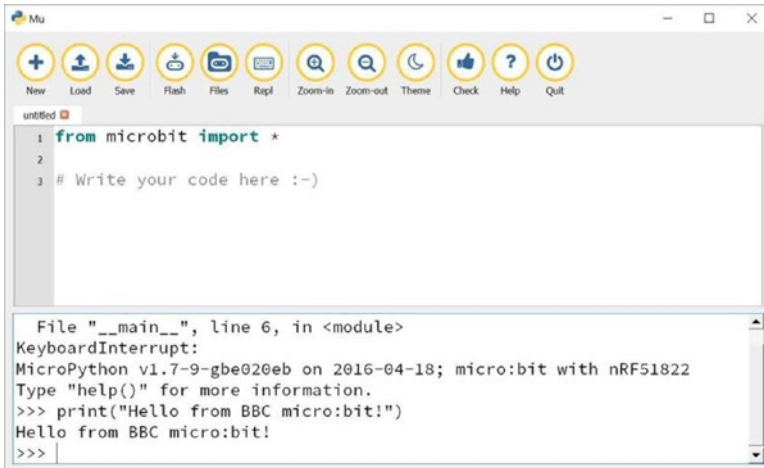 Mu
New Load Save Flash Files Repl Zoom-in Zoom-out Theme Check Help Quit
untitled
1 from microbit import *
2
3 # Write your code here :-)
File "__main__", line 6, in <module>
KeyboardInterrupt:
MicroPython v1.7-9-gbe020eb on 2016-04-18; micro:bit with nRF51822
Type "help()" for more information.
>>> print("Hello from BBC micro:bit!")
Hello from BBC micro:bit!
>>>